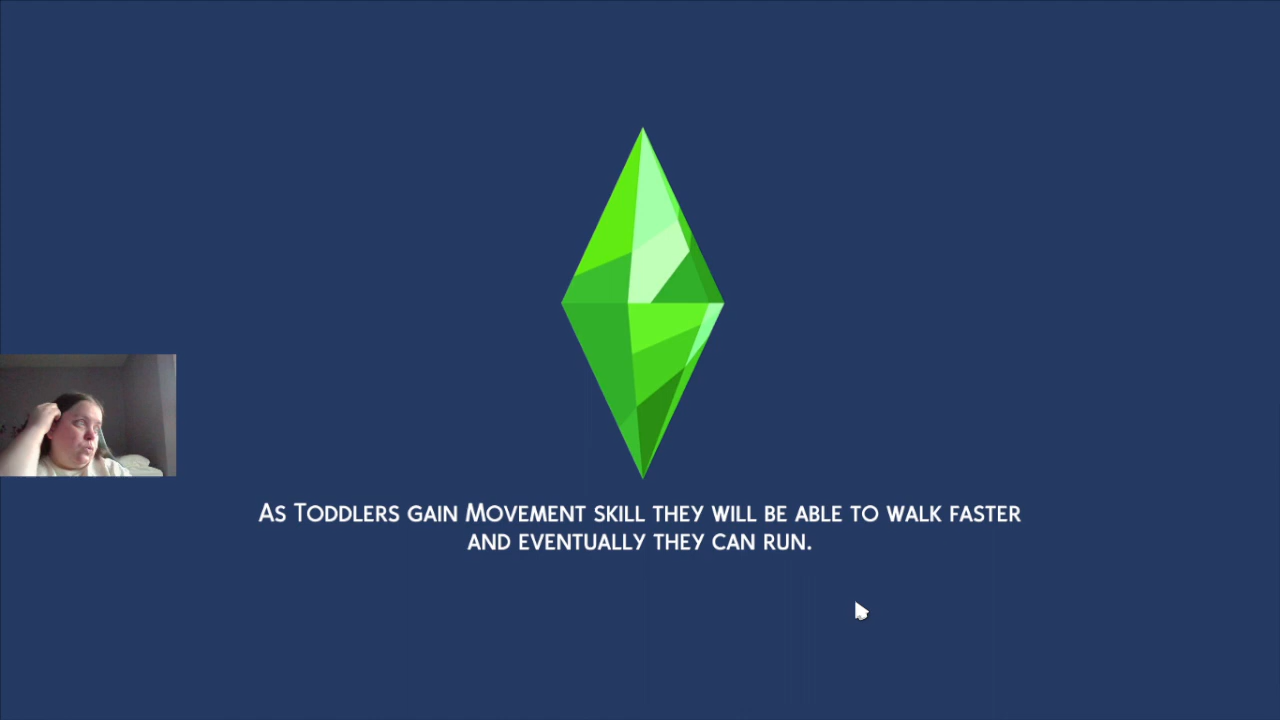 As Toddlers gain Movement skill they will be able to walk faster
and eventually they can run.